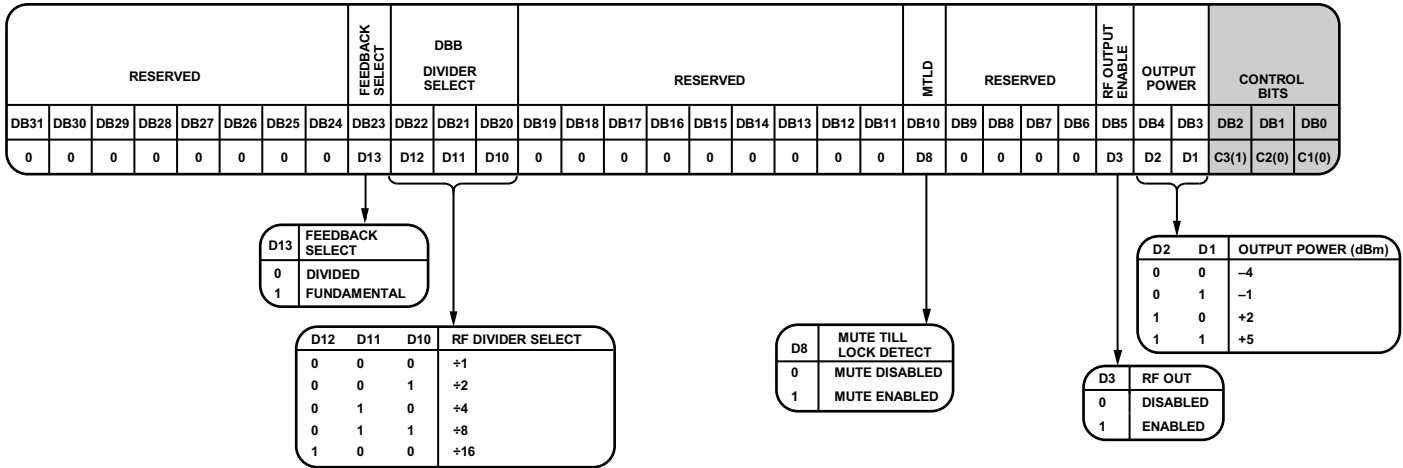 RESERVED
FEEDBACK
SELECT
DBB
DIVIDER
SELECT
RESERVED
MTLD
RESERVED
RF OUTPUT
ENABLE
OUTPUT
POWER
CONTROL
BITS
DB31 DB30 DB29 DB28 DB27 DB26 DB25 DB24 DB23 DB22 DB21 DB20 DB19 DB18 DB17 DB16 DB15 DB14 DB13 DB12 DB11 DB10 DB9 DB8 DB7 DB6 DB5 DB4 DB3 DB2 DB1 DB0
0 0 0 0 0 0 0 0 D13 D12 D11 D10 0 0 0 0 0 0 0 0 0 D8 0 0 0 0 D3 D2 D1 C3(1) C2(0) C1(0)
D13 FEEDBACK
SELECT
0 DIVIDED
1 FUNDAMENTAL
D12 D11 D10 RF DIVIDER SELECT
0 0 0 ÷1
0 0 1 ÷2
0 1 0 ÷4
0 1 1 ÷8
1 0 0 ÷16
D8 MUTE TILL
LOCK DETECT
0 MUTE DISABLED
1 MUTE ENABLED
D3 RF OUT
0 DISABLED
1 ENABLED
D2 D1 OUTPUT POWER (dBm)
0 0 –4
0 1 –1
1 0 +2
1 1 +5